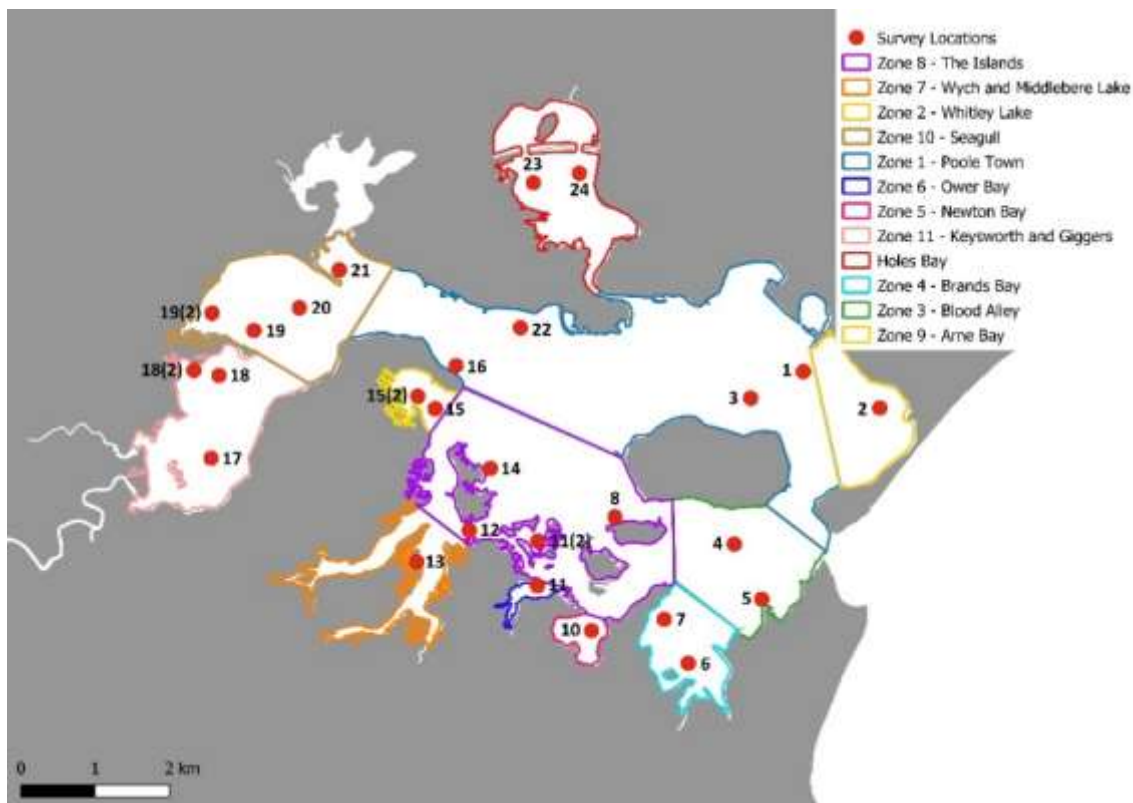 Survey Locations
Zone 8 - The Islands
Zone 7 - Wych and Middlebere Lake
Zone 2 - Whitley Lake
Zone 10 - Seagull
Zone 1 - Poole Town
Zone 6 - Ower Bay
Zone 5 - Newton Bay
Zone 11 - Keysworth and Giggers
Holes Bay
Zone 4 - Brands Bay
Zone 3 - Blood Alley
Zone 9 - Arne Bay
23
24
21
20
19(2)
19
22
18(2)
18
16
1
15(2)
15
3
2
17
14
8
12
11(2)
4
13
11
5
10
7
6
0 1 2 km